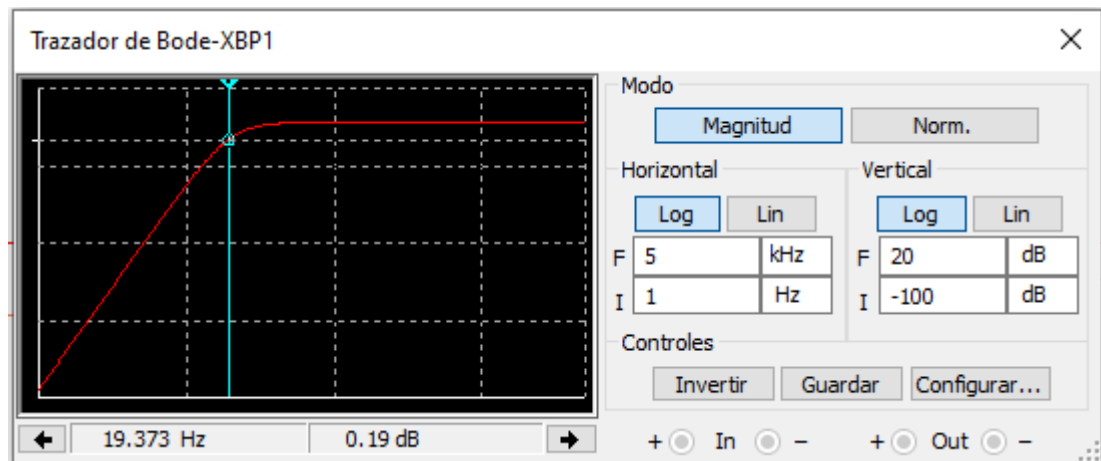 Trazador de Bode-XBP1
Modo
Magnitud Norm.
Horizontal Vertical
Log Lin Log Lin
F 5 kHz F 20 dB
I 1 Hz I -100 dB
Controles
Invertir Guardar Configurar...
19.373 Hz 0.19 dB + In - + Out -